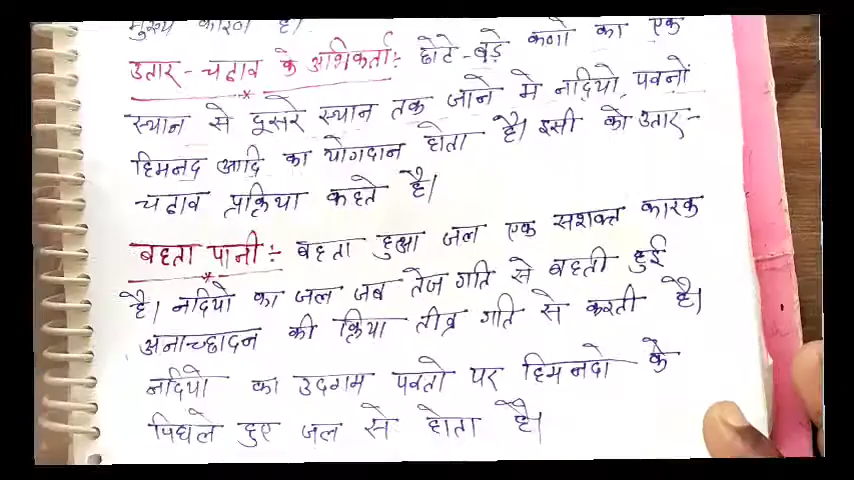 मुख्य कारण है।
उतार-चढाव के अभिकर्ता:- छोटे-बड़े कणों का एक
स्थान से दूसरे स्थान तक जाने मे नदियो, पवनों
हिमनद आदि का योगदान होता है। इसी को उतार-
चढाव प्रक्रिया कहते है।
बहता पानी:- बहता हुआ जल एक सशक्त कारक
है। नदियो का जल जब तेज गति से बहती हुई
अनाच्छादन की क्रिया तीव्र गति से करती है।
नदियो का उदगम पवतो पर हिमनदो के
पिघले हुए जल से होता है।